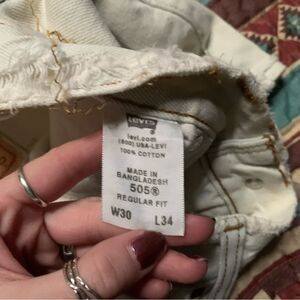 LEVI'S
levi.com
(800) USA-LEVI
100% COTTON
MADE IN
BANGLADESH
505®
REGULAR FIT
W30 L34